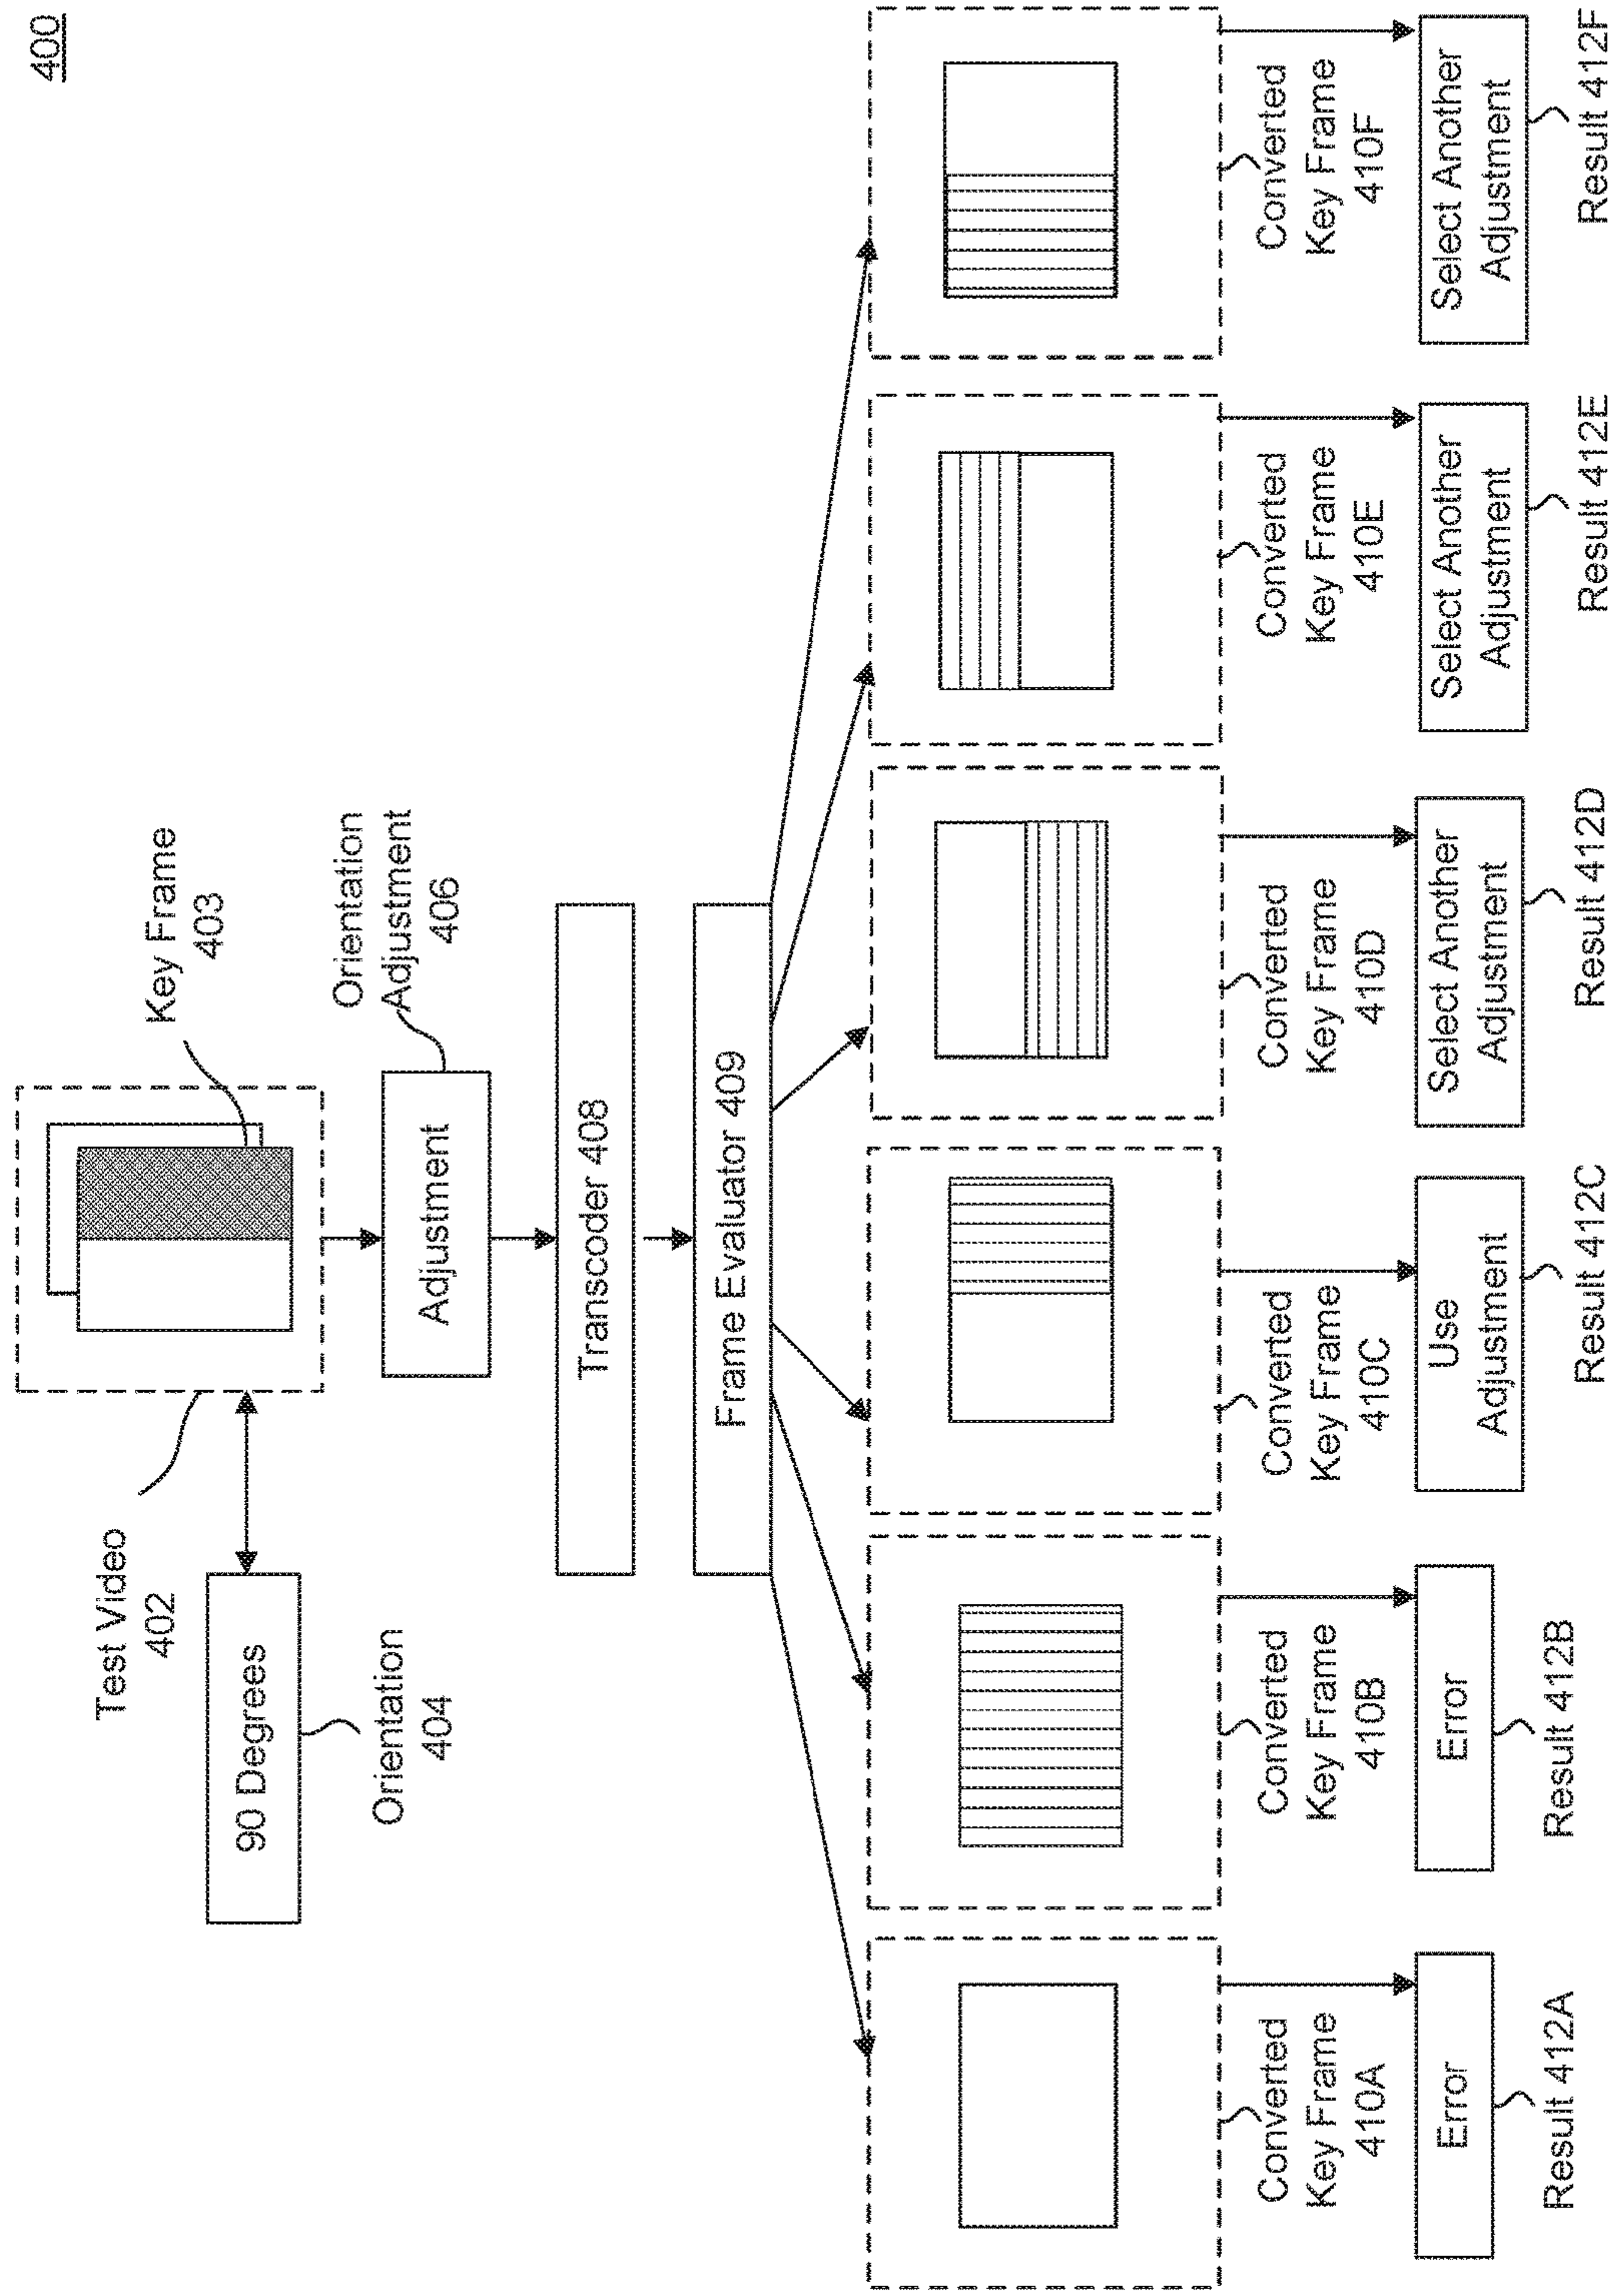 400
Test Video
402
Key Frame
403
90 Degrees
Orientation
404
Orientation
Adjustment
406
Adjustment
Transcoder 408
Frame Evaluator 409
Converted
Key Frame
410A
Converted
Key Frame
410B
Converted
Key Frame
410C
Converted
Key Frame
410D
Converted
Key Frame
410E
Converted
Key Frame
410F
Error
Error
Use
Adjustment
Select Another
Adjustment
Select Another
Adjustment
Select Another
Adjustment
Result 412A
Result 412B
Result 412C
Result 412D
Result 412E
Result 412F